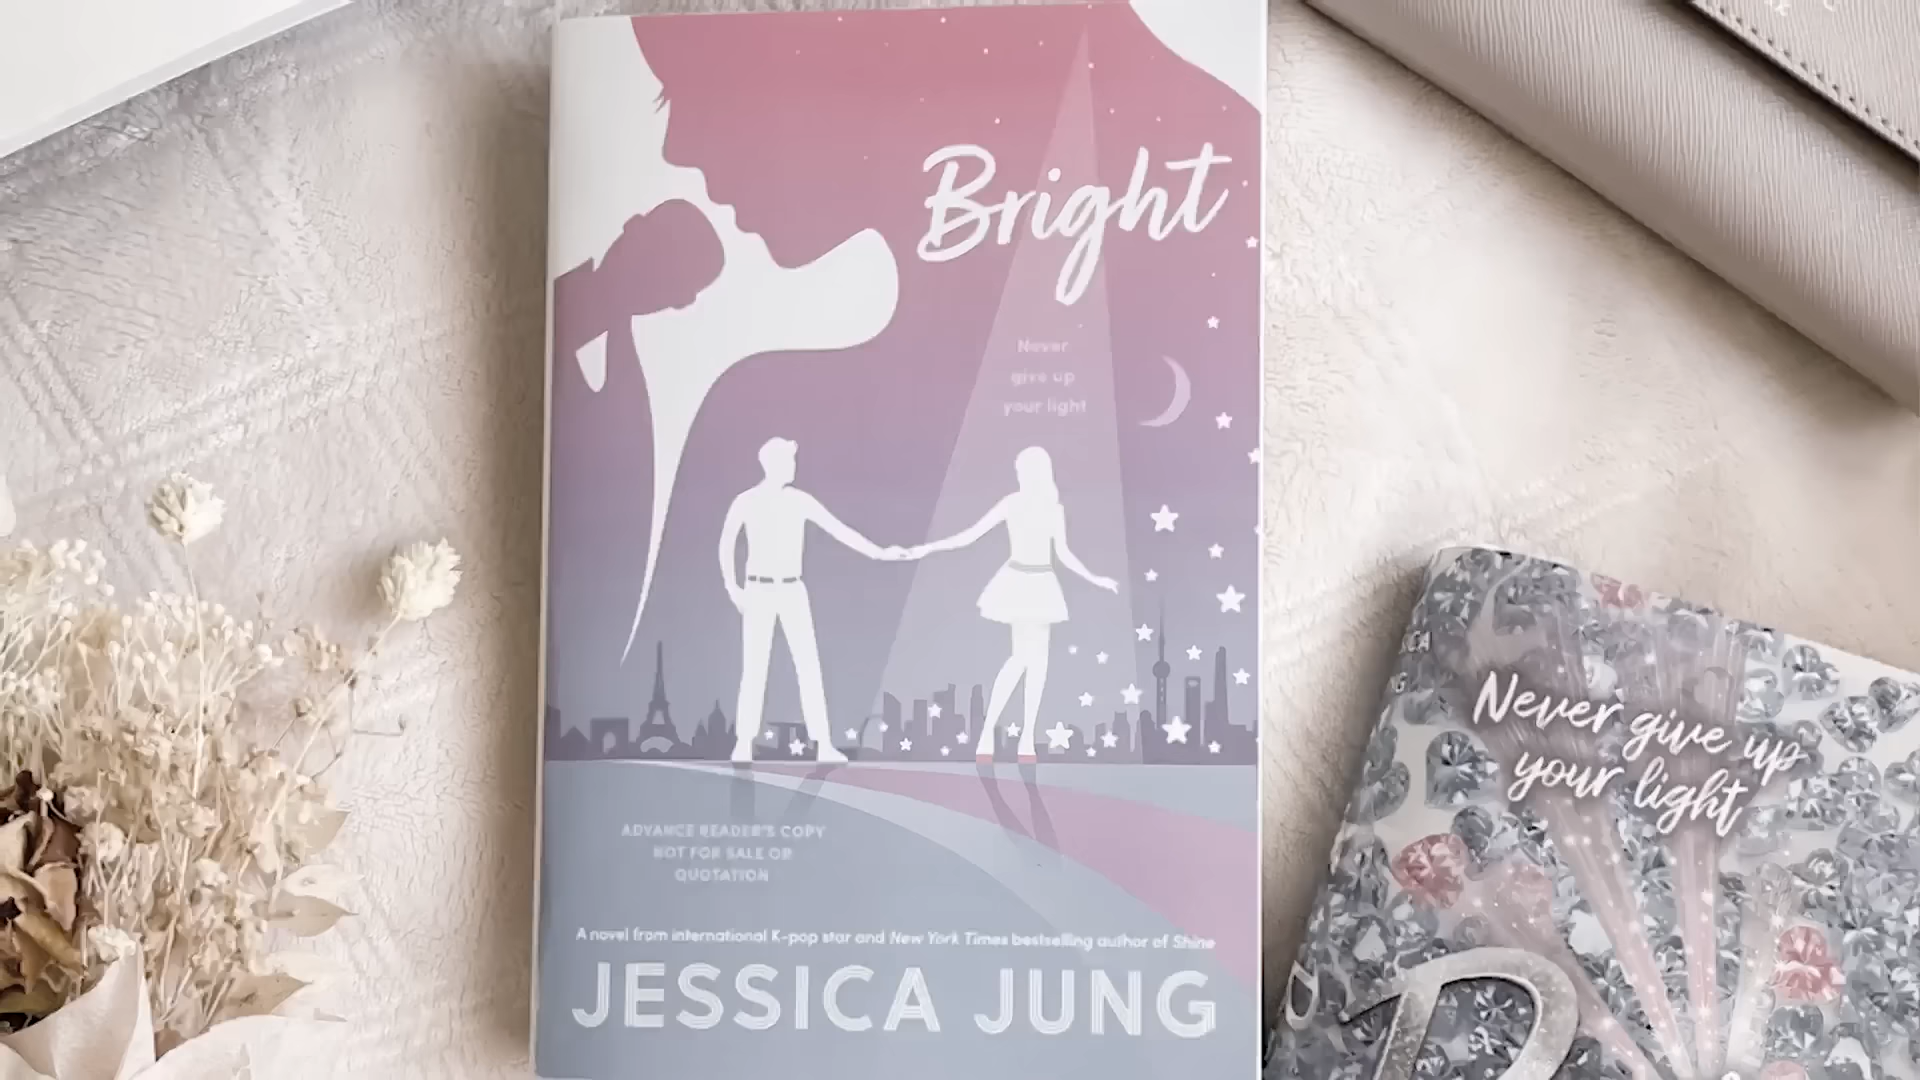 Bright
Never
give up
your light
ADVANCE READER'S COPY
NOT FOR SALE OR
QUOTATION
A novel from international K-pop star and New York Times bestselling author of Shine
JESSICA JUNG
Never give up
your light